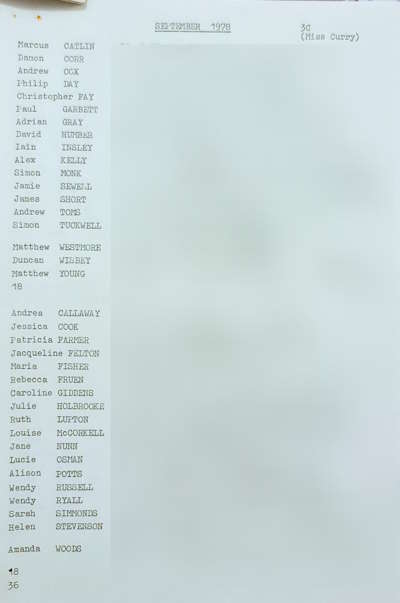 SEPTEMBER 1978
3C
(Miss Curry)
Marcus CATLIN
Damon CORR
Andrew COX
Philip DAY
Christopher FAY
Paul GARBETT
Adrian GRAY
David HUMBER
Iain INSLEY
Alex KELLY
Simon MONK
Jamie SEWELL
James SHORT
Andrew TOMS
Simon TUCKWELL
Matthew WESTMORE
Duncan WISBEY
Matthew YOUNG
18
Andrea CALLAWAY
Jessica COOK
Patricia FARMER
Jacqueline FELTON
Maria FISHER
Rebecca FRUEN
Caroline GIDDENS
Julie HOLBROOKE
Ruth LUPTON
Louise McCORKELL
Jane NUNN
Lucie OSMAN
Alison POTTS
Wendy RUSSELL
Wendy RYALL
Sarah SIMMONDS
Helen STEVENSON
Amanda WOODS
18
36